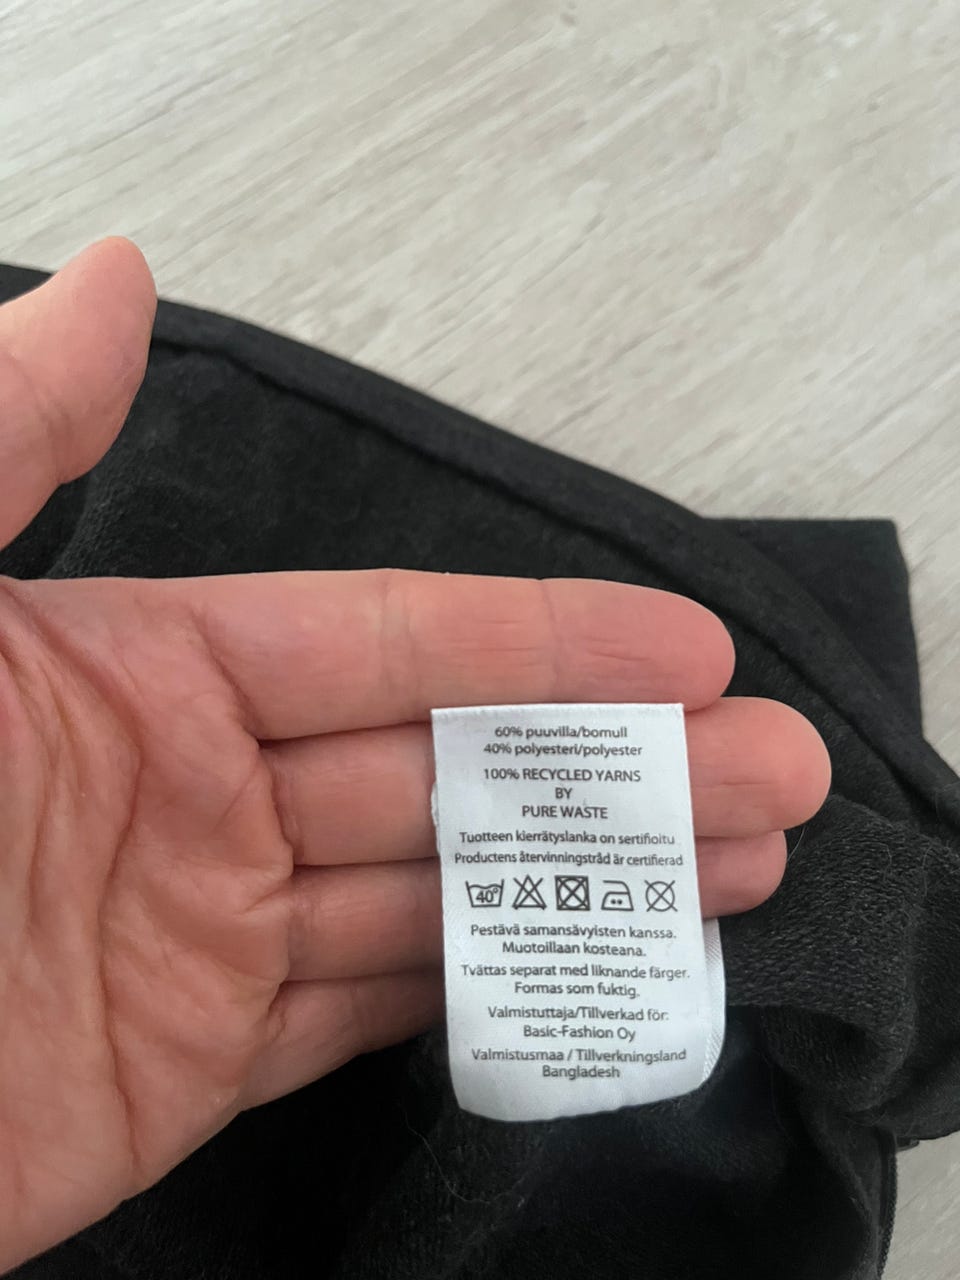 60% puuvilla/bomull
40% polyesteri/polyester
100% RECYCLED YARNS
BY
PURE WASTE
Tuotteen kierrätyslanka on sertifioitu
Productens återvinningstråd är certifierad
40°
Pestävä samansävyisten kanssa.
Muotoillaan kosteana.
Tvättas separat med liknande färger.
Formas som fuktig.
Valmistuttaja/Tillverkad för:
Basic-Fashion Oy
Valmistusmaa / Tillverkningsland
Bangladesh